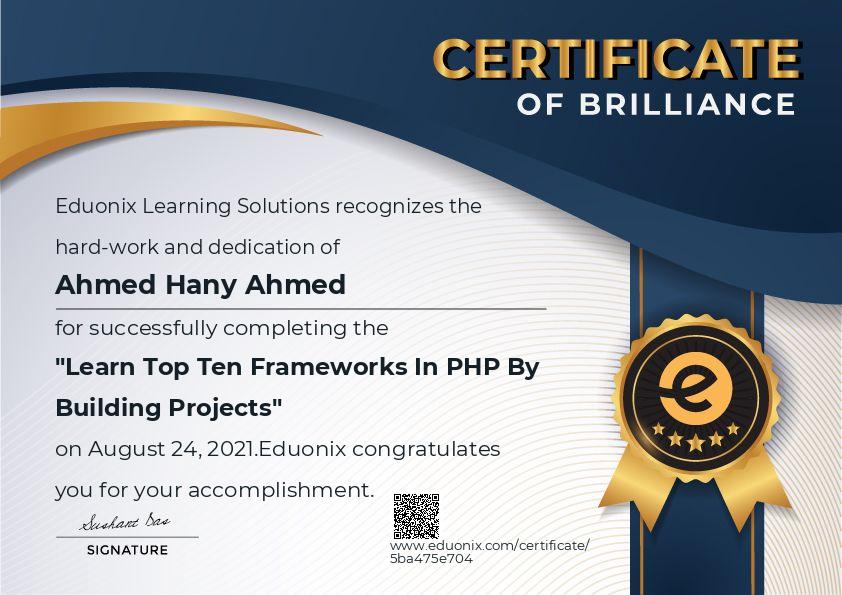 CERTIFICATE
OF BRILLIANCE
Eduonix Learning Solutions recognizes the
hard-work and dedication of
Ahmed Hany Ahmed
for successfully completing the
"Learn Top Ten Frameworks In PHP By
Building Projects"
on August 24, 2021.Eduonix congratulates
you for your accomplishment.
Sushant Das
SIGNATURE
www.eduonix.com/certificate/
5ba475e704